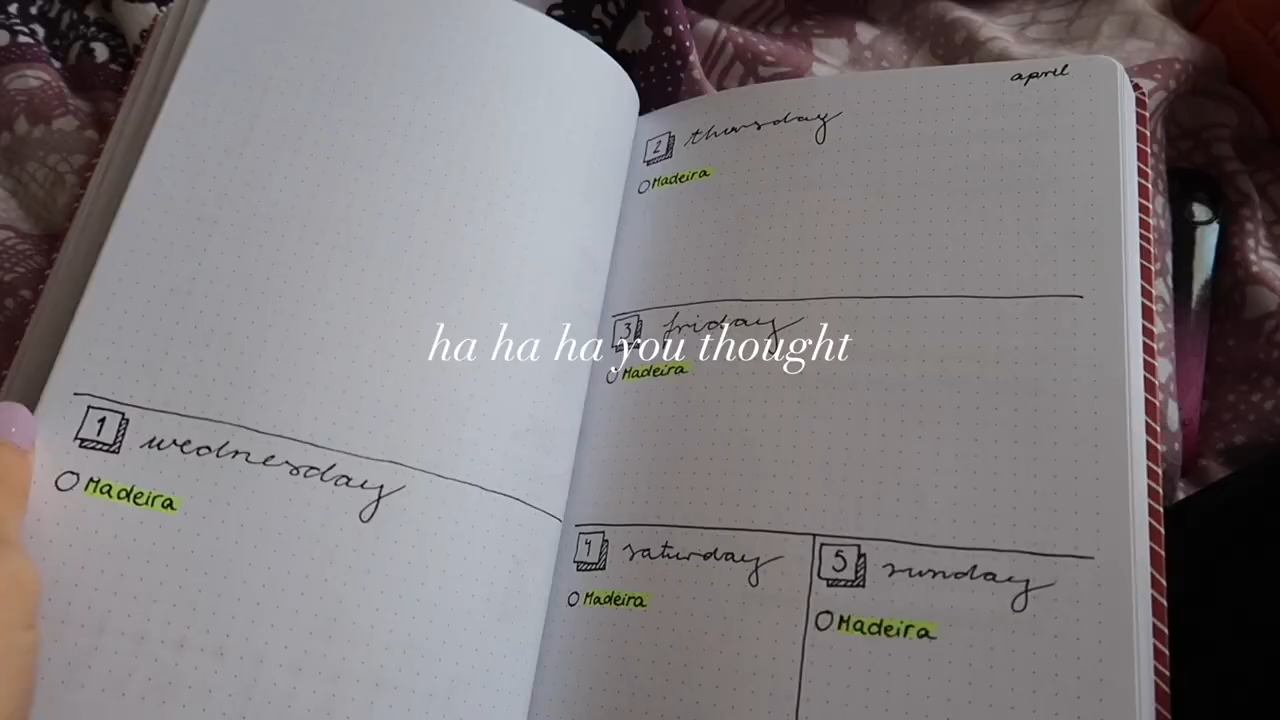 april
1 wednesday
Madeira
2 thursday
Madeira
3 friday
Madeira
ha ha ha you thought
4 saturday
Madeira
5 sunday
Madeira